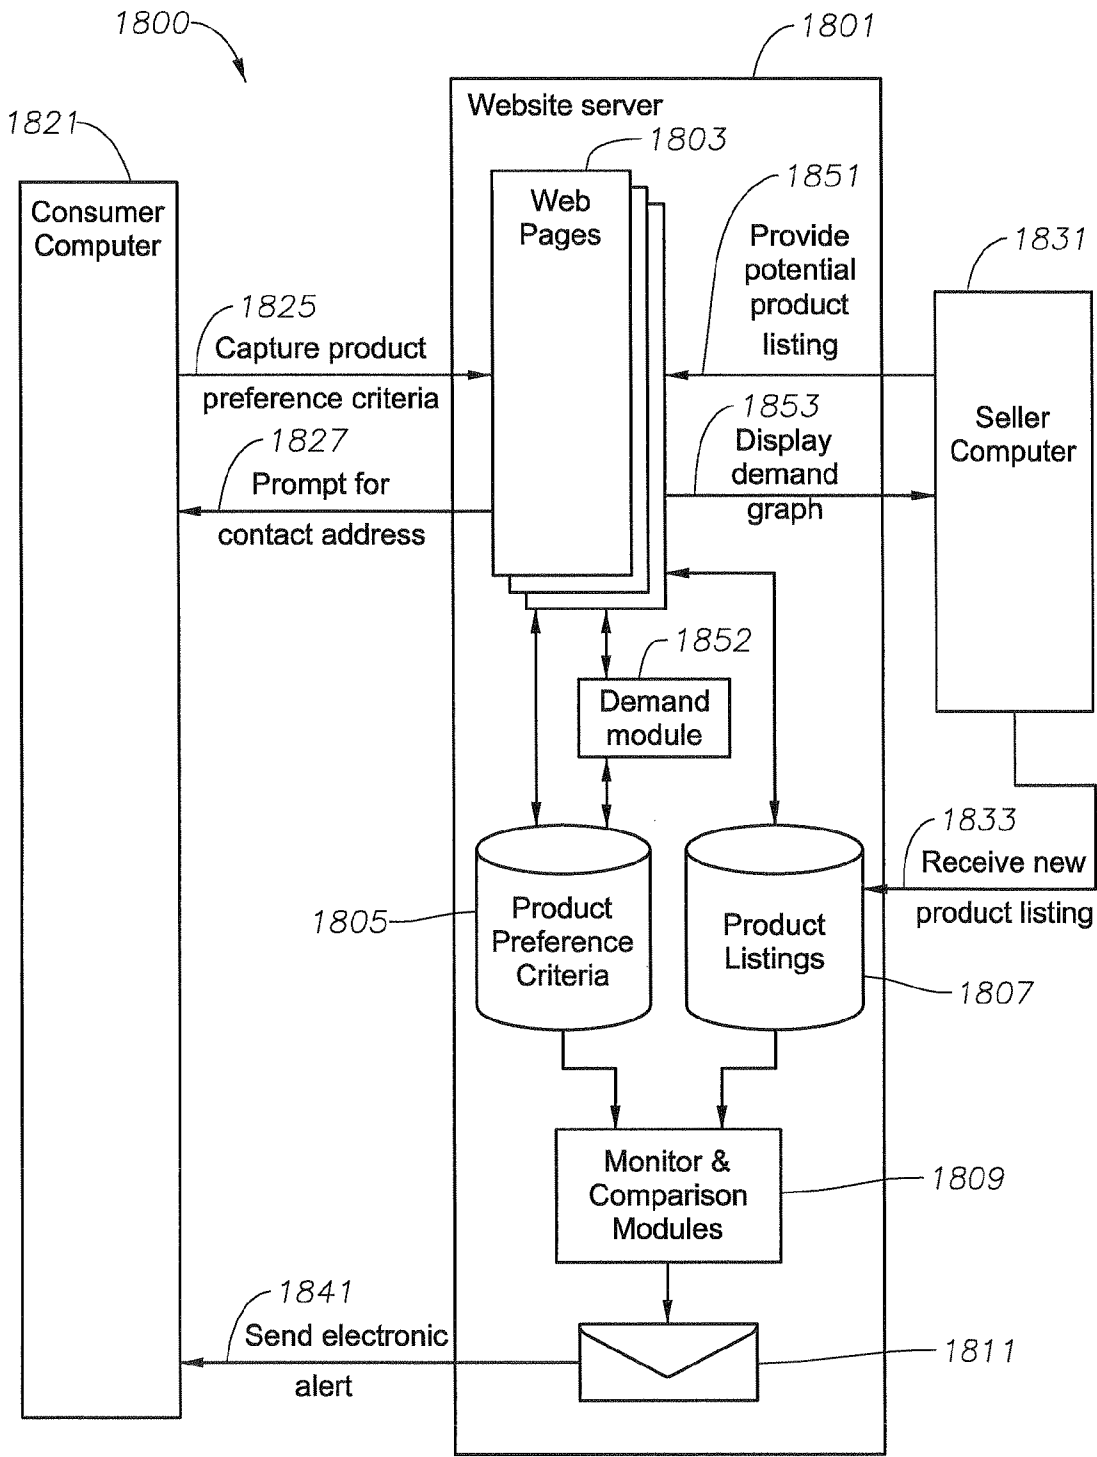 1800
1801
Website server
1821
1803
Consumer
Computer
Web
Pages
1851
Provide
potential
product
listing
1831
1825
Capture product
preference criteria
1853
Display
demand
graph
Seller
Computer
1827
Prompt for
contact address
1852
Demand
module
1833
Receive new
product listing
1805
Product
Preference
Criteria
Product
Listings
1807
Monitor &
Comparison
Modules
1809
1841
Send electronic
alert
1811